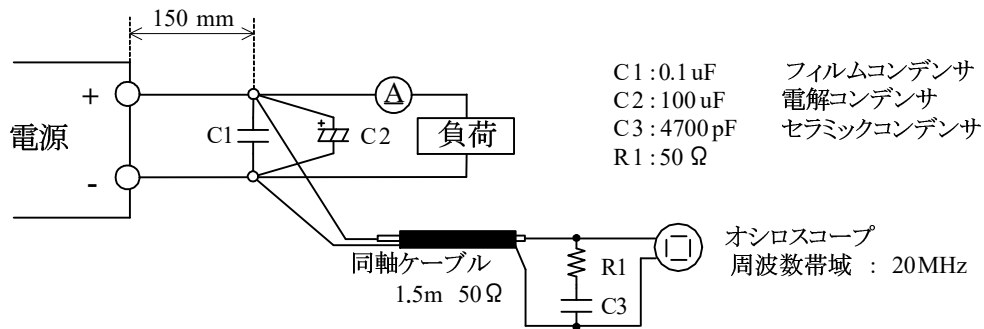 150 mm
C1 : 0.1 uF フィルムコンデンサ
C2 : 100 uF 電解コンデンサ
C3 : 4700 pF セラミックコンデンサ
R1 : 50 Ω
+
電源
-
C1
+
C2
A
負荷
同軸ケーブル
1.5m 50Ω
R1
C3
オシロスコープ
周波数帯域 : 20MHz